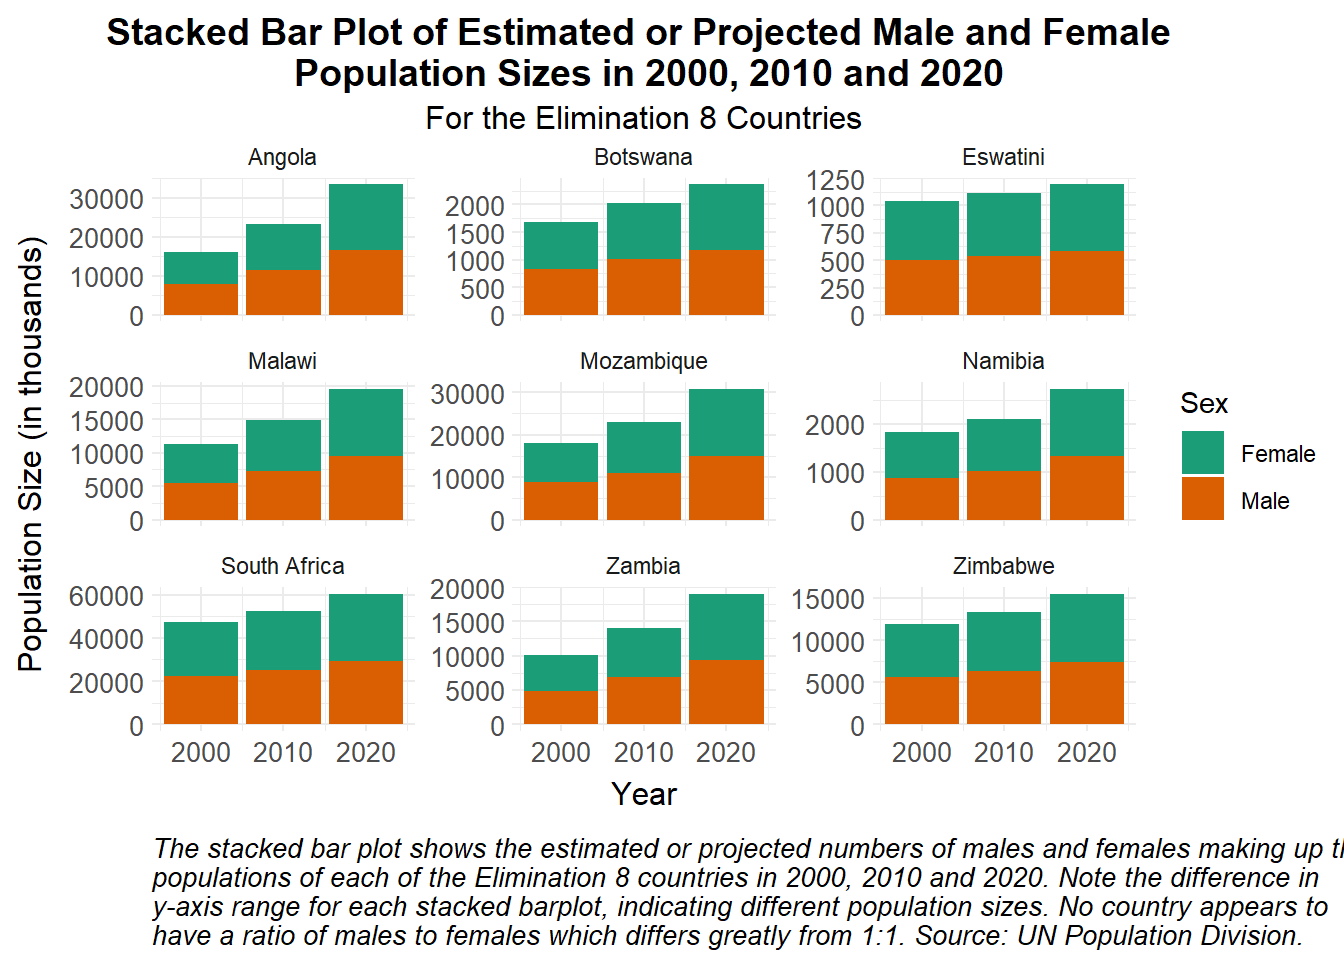 Stacked Bar Plot of Estimated or Projected Male and Female
Population Sizes in 2000, 2010 and 2020
For the Elimination 8 Countries
Angola
Botswana
Eswatini
30000
20000
10000
0
2000
1500
1000
500
0
1250
1000
750
500
250
0
Population Size (in thousands)
Malawi
Mozambique
Namibia
20000
15000
10000
5000
0
30000
20000
10000
0
2000
1000
0
Sex
Female
Male
South Africa
Zambia
Zimbabwe
60000
40000
20000
0
20000
15000
10000
5000
0
15000
10000
5000
0
2000 2010 2020
2000 2010 2020
2000 2010 2020
Year
The stacked bar plot shows the estimated or projected numbers of males and females making up
populations of each of the Elimination 8 countries in 2000, 2010 and 2020. Note the difference in
y-axis range for each stacked barplot, indicating different population sizes. No country appears to
have a ratio of males to females which differs greatly from 1:1. Source: UN Population Division.